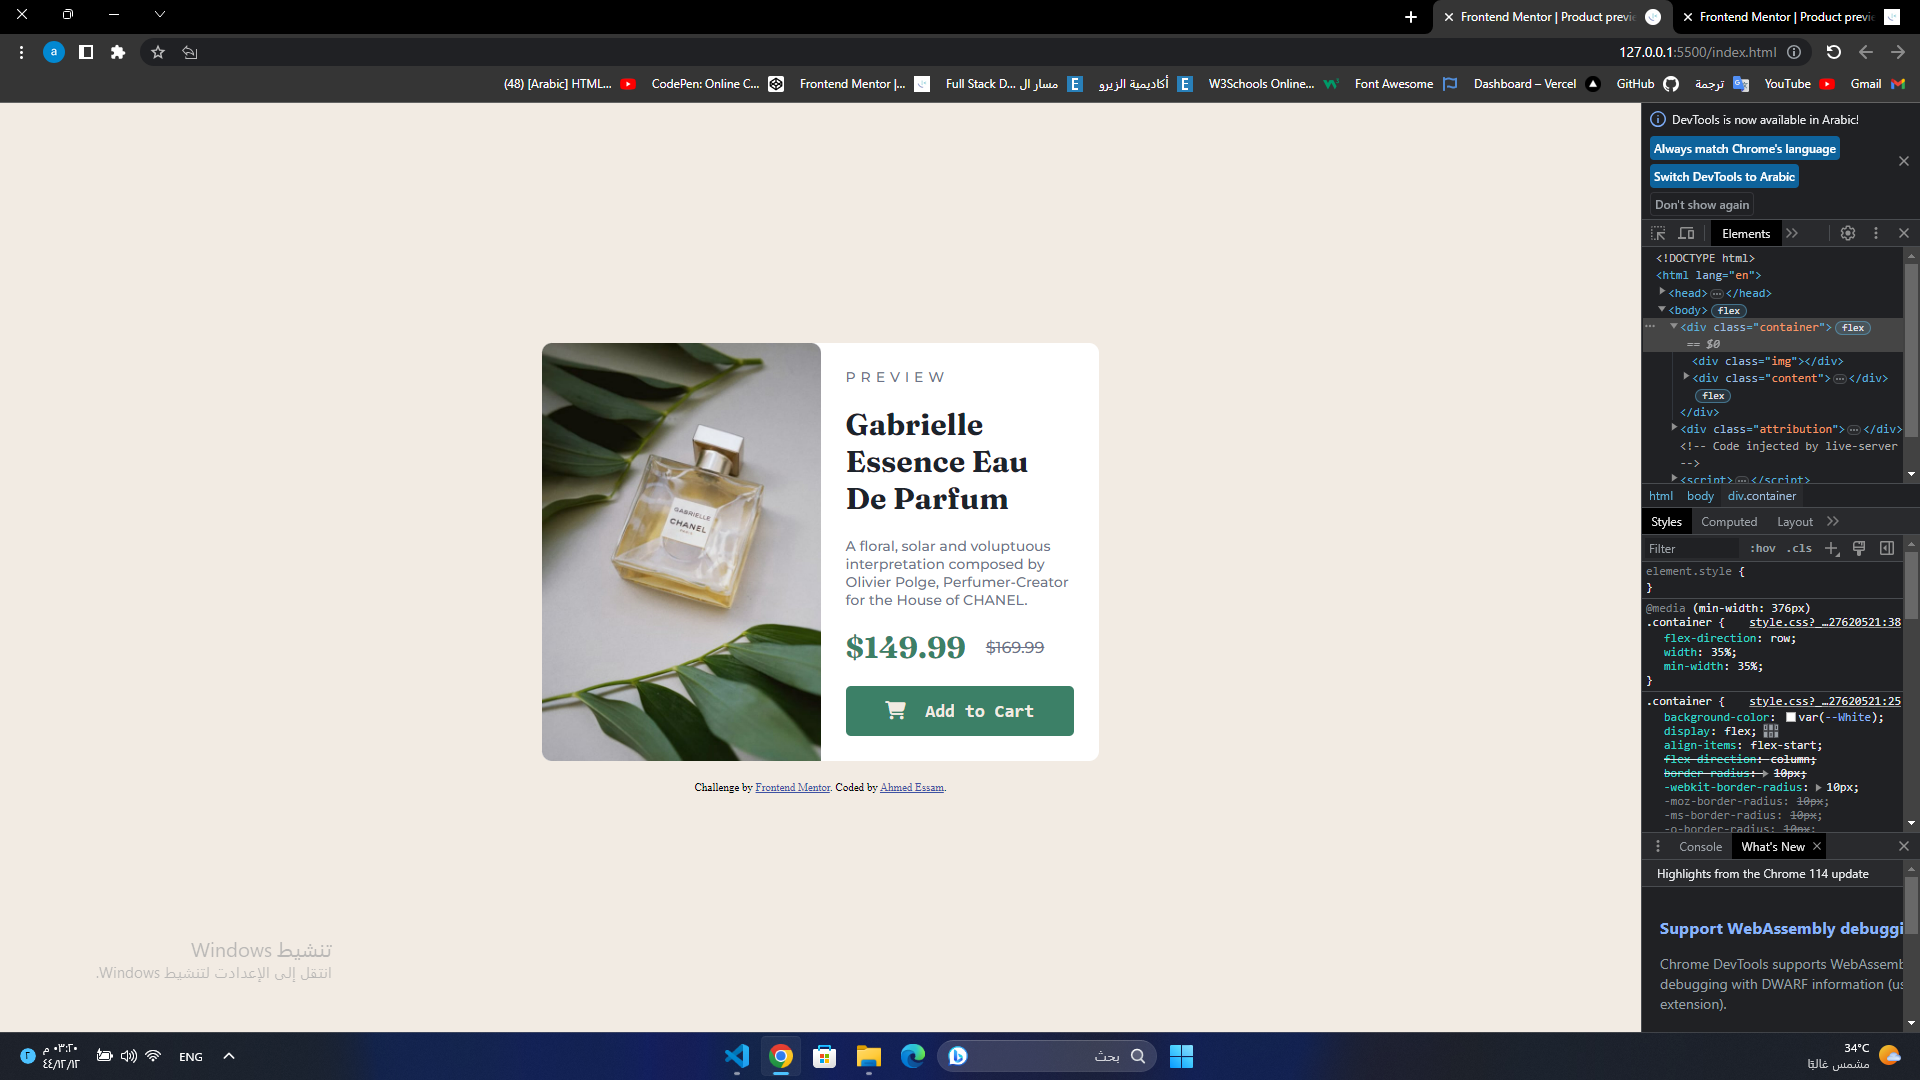 Frontend Mentor | Product previe
Frontend Mentor | Product previe
a
127.0.0.1:5500/index.html
(48) [Arabic] HTML...
CodePen: Online C...
Frontend Mentor |...
Full Stack D... مسار ال
أكاديمية الزيرو
W3Schools Online...
Font Awesome
Dashboard – Vercel
GitHub
ترجمة
YouTube
Gmail
PREVIEW
Gabrielle
Essence Eau
De Parfum
GABRIELLE
CHANEL
PARIS
A floral, solar and voluptuous
interpretation composed by
Olivier Polge, Perfumer-Creator
for the House of CHANEL.
$149.99 $169.99
Add to Cart
Challenge by Frontend Mentor. Coded by Ahmed Essam.
تنشيط Windows
انتقل إلى الإعدادت لتنشيط Windows.
DevTools is now available in Arabic!
Always match Chrome's language
Switch DevTools to Arabic
Don't show again
Elements
<!DOCTYPE html>
<html lang="en">
<head>…</head>
<body> flex
<div class="container"> flex
== $0
<div class="img"></div>
<div class="content">…</div>
flex
</div>
<div class="attribution">…</div>
<!-- Code injected by live-server
-->
<script>…</script>
html body div.container
Styles Computed Layout
Filter :hov .cls
element.style {
}
@media (min-width: 376px)
.container { style.css?_…27620521:38
flex-direction: row;
width: 35%;
min-width: 35%;
}
.container { style.css?_…27620521:25
background-color: var(--White);
display: flex;
align-items: flex-start;
flex-direction: column;
border-radius: 10px;
-webkit-border-radius: 10px;
-moz-border-radius: 10px;
-ms-border-radius: 10px;
-o-border-radius: 10px;
Console What's New
Highlights from the Chrome 114 update
Support WebAssembly debuggi
Chrome DevTools supports WebAssemb
debugging with DWARF information (us
extension).
٠٣:٢٠ م
٤٤/١٢/١٢
ENG
بحث
34°C
مشمس غالبًا